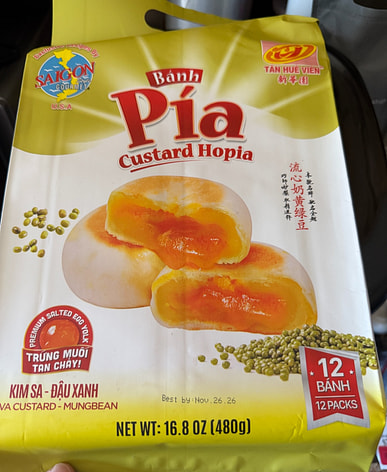 SAIGON
GOURMET
U.S.A
TÂN HUÊ VIÊN
新華園
Bánh
Pía
Custard Hopia
流心奶黄绿豆
PREMIUM SALTED EGG YOLK
TRỨNG MUỐI
TAN CHẢY!
KIM SA - ĐẬU XANH
VA CUSTARD - MUNGBEAN
Best by Nov.26.26
12
BÁNH
12 PACKS
NET WT: 16.8 OZ (480g)